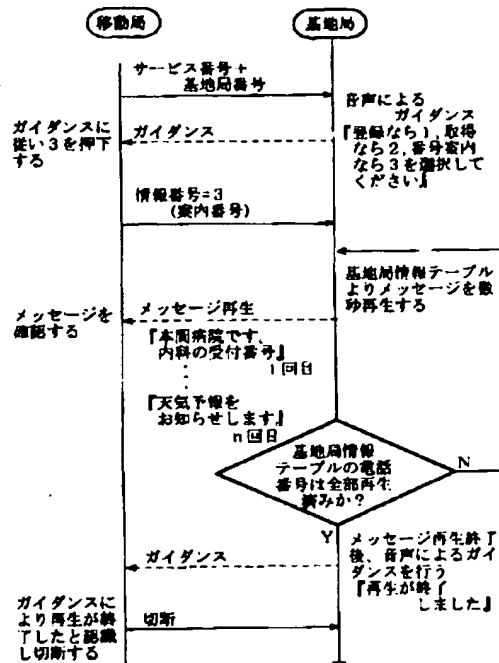 移動局
基地局
サービス番号+
基地局番号
音声による
ガイダンス
『登録なら1,取得
なら2,番号案内
なら3を選択して
ください』
ガイダンス
ガイダンスに
従い3を押下
する
情報番号=3
(案内番号)
基地局情報テーブル
よりメッセージを数
秒再生する
メッセージ再生
メッセージを
確認する
『本間病院です、
内科の受付番号』
1回目
『天気予報を
お知らせします』
n回目
基地局情報
テーブルの電話
番号は全部再生
済みか?
N
Y
メッセージ再生終了
後、音声によるガイ
ダンスを行う
『再生が終了
しました』
ガイダンス
ガイダンスに
より再生が終
了したと認識
し切断する
切断